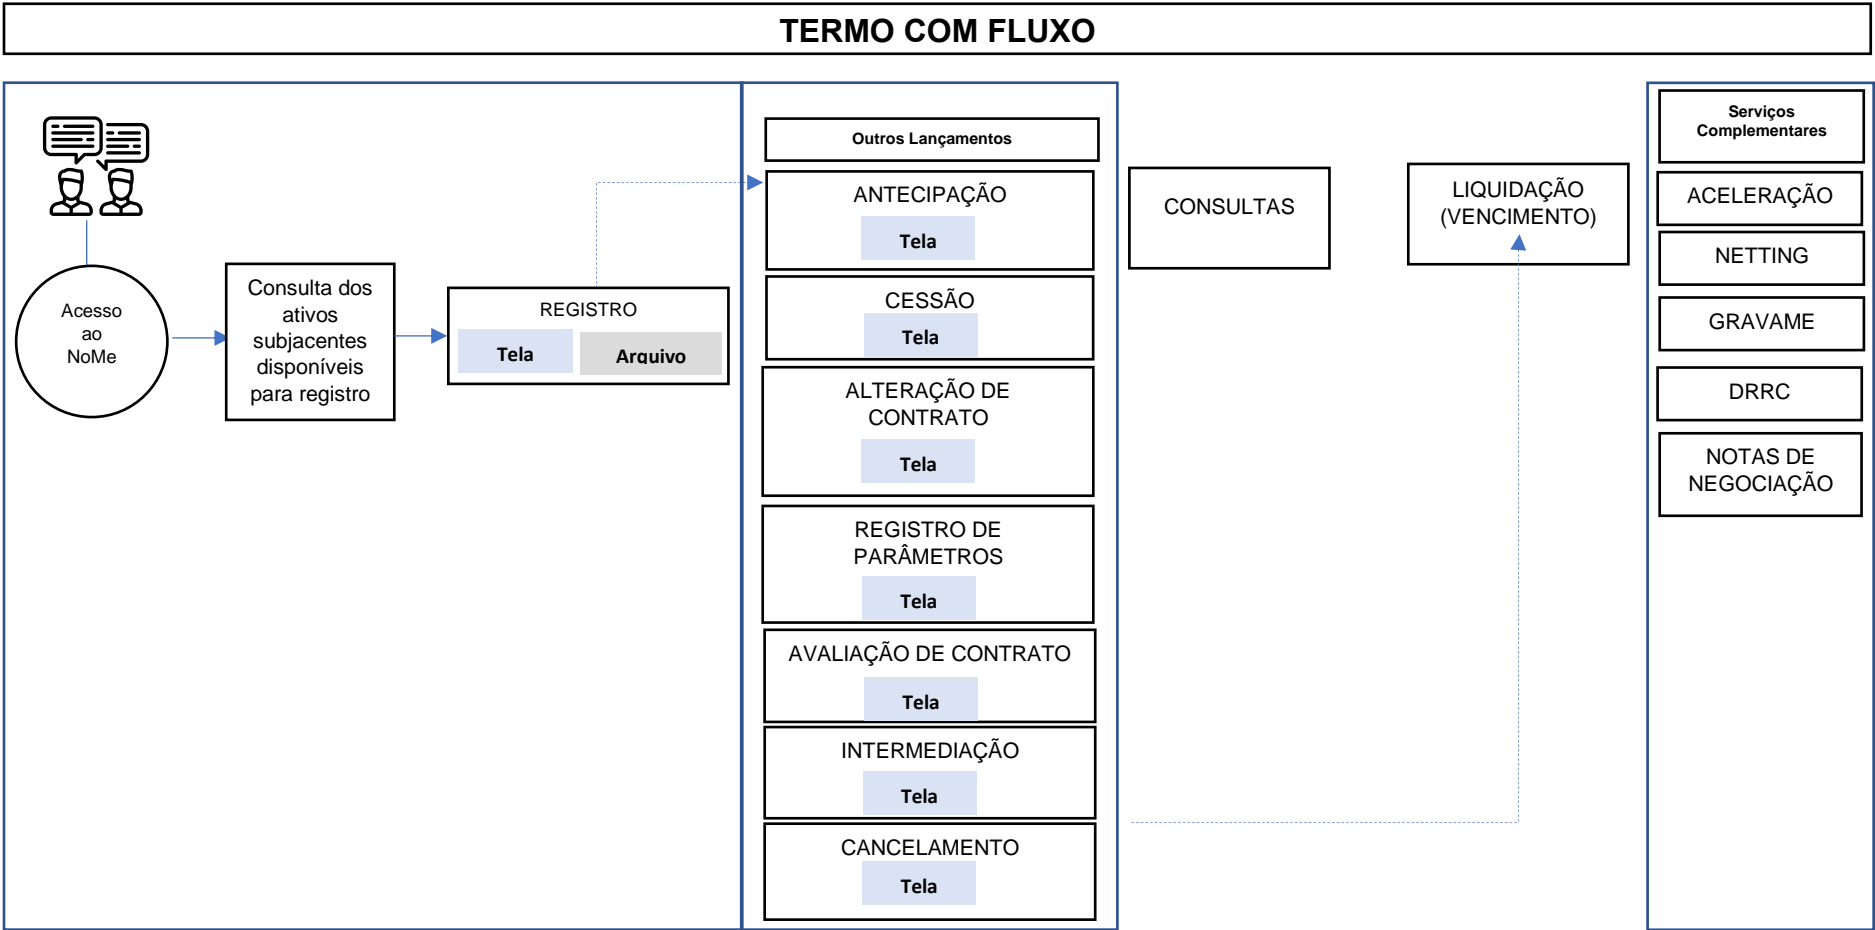 TERMO COM FLUXO
Acesso
ao
NoMe
Consulta dos
ativos
subjacentes
disponíveis
para registro
REGISTRO
Tela
Arquivo
Outros Lançamentos
ANTECIPAÇÃO
Tela
CESSÃO
Tela
ALTERAÇÃO DE
CONTRATO
Tela
REGISTRO DE
PARÂMETROS
Tela
AVALIAÇÃO DE CONTRATO
Tela
INTERMEDIAÇÃO
Tela
CANCELAMENTO
Tela
CONSULTAS
LIQUIDAÇÃO
(VENCIMENTO)
Serviços
Complementares
ACELERAÇÃO
NETTING
GRAVAME
DRRC
NOTAS DE
NEGOCIAÇÃO